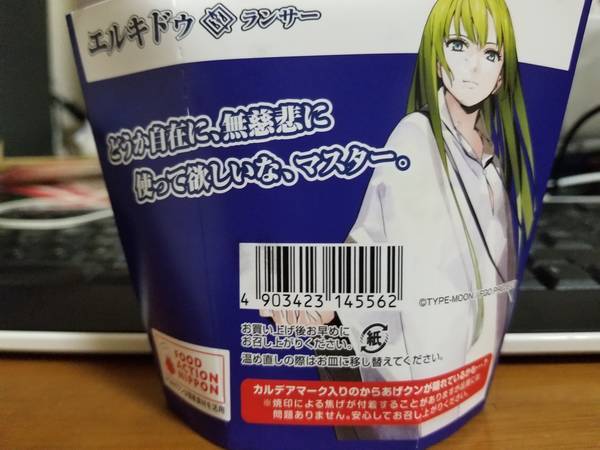 エルキドゥ ランサー
どうか自在に、無慈悲に
使って欲しいな、マスター。
4 903423 145562
©TYPE-MOON / FGO PROJECT
お買い上げ後お早めに
お召し上がりください。
紙
温め直しの際はお皿に移し替えてください。
FOOD
ACTION
NIPPON
カルデアマーク入りのからあげクンが隠れているかも…?
※焼印による焦げが付着することがありますが品質には
問題ありません。安心してお召し上がりください。